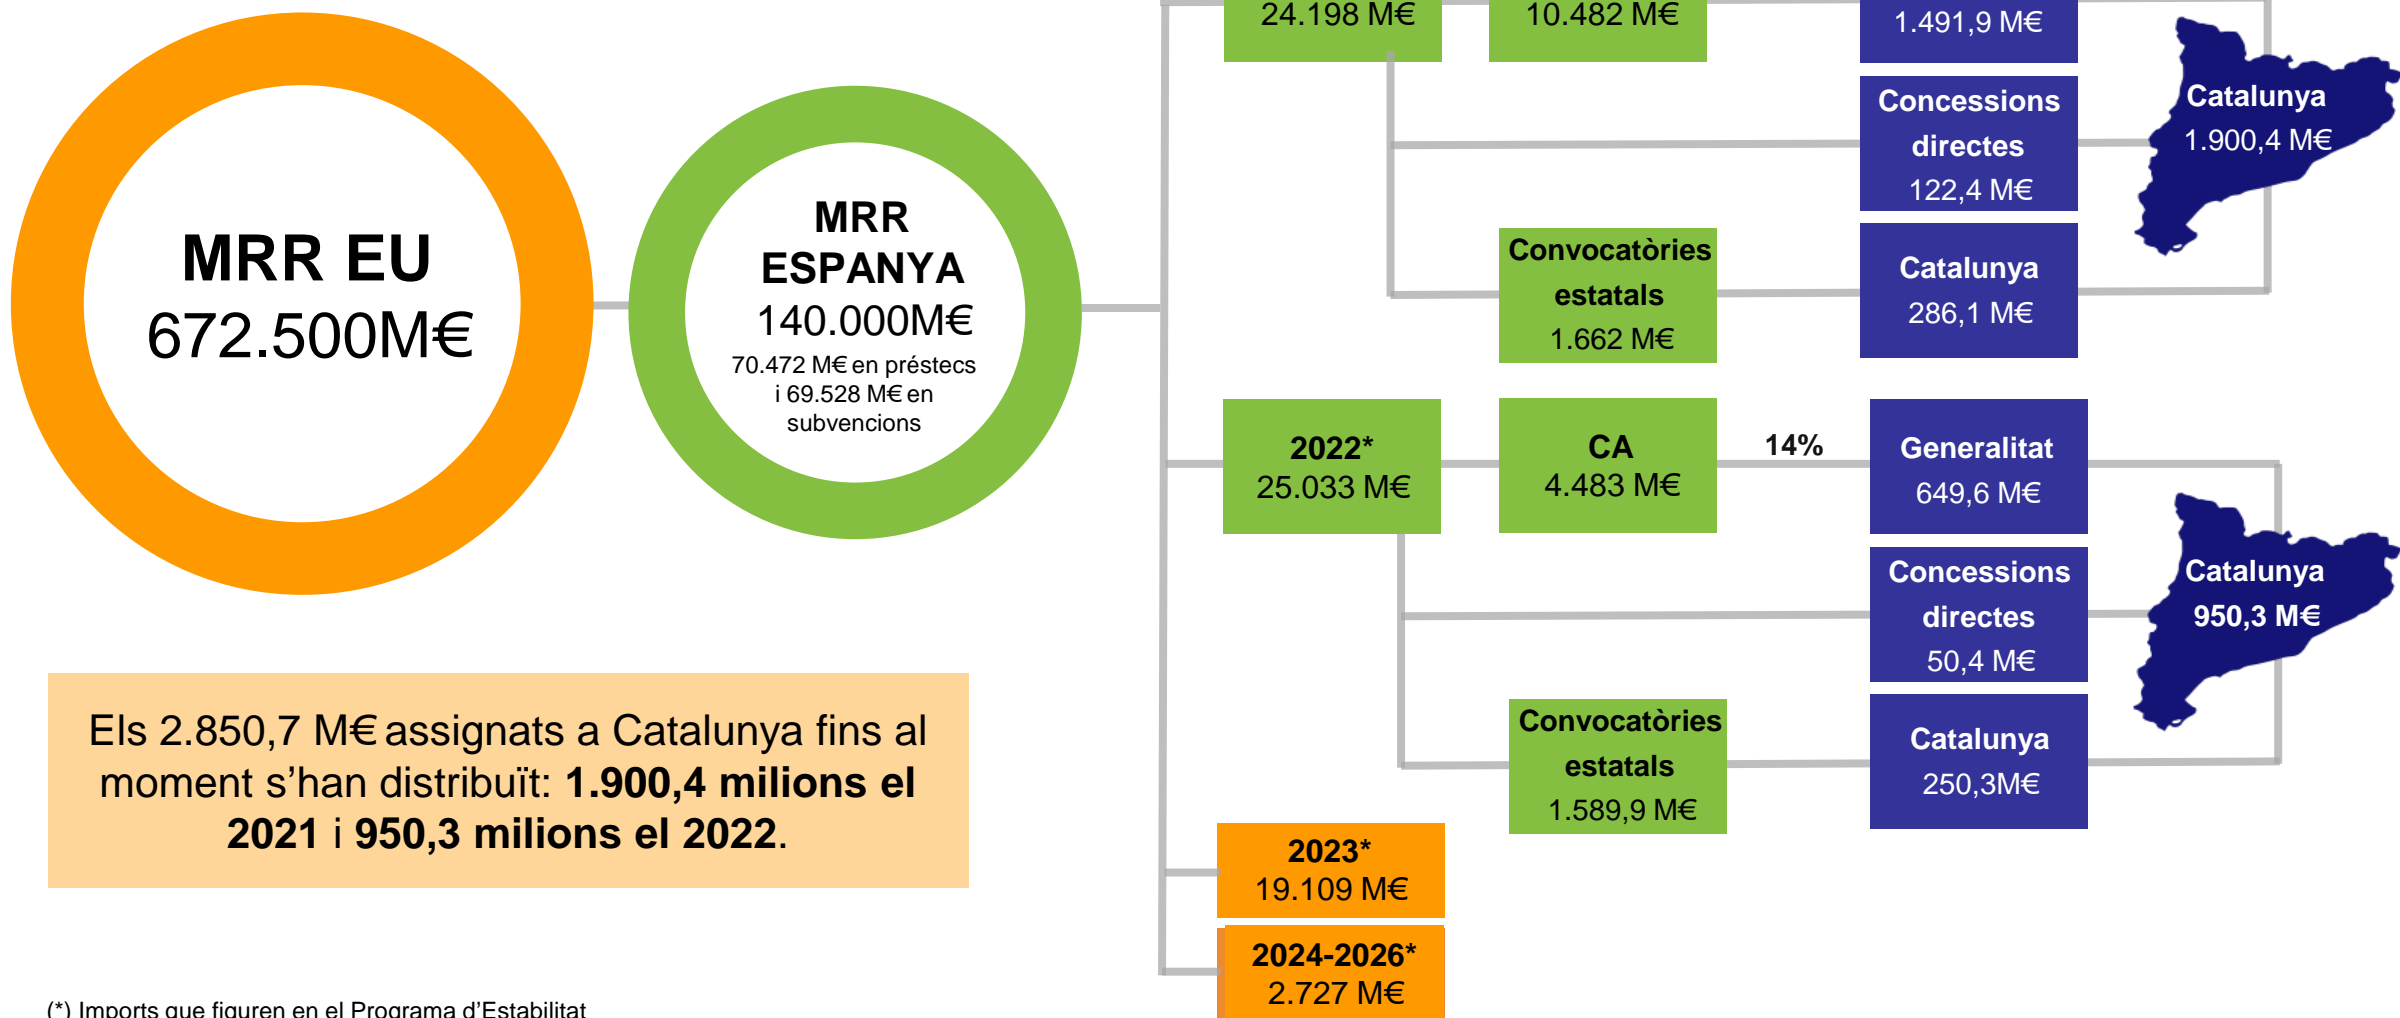 MRR EU
672.500M€
MRR
ESPANYA
140.000M€
70.472 M€ en préstecs
i 69.528 M€ en
subvencions
24.198 M€
10.482 M€
1.491,9 M€
Concessions
directes
122,4 M€
Convocatòries
estatals
1.662 M€
Catalunya
286,1 M€
Catalunya
1.900,4 M€
2022*
25.033 M€
CA
4.483 M€
14%
Generalitat
649,6 M€
Concessions
directes
50,4 M€
Convocatòries
estatals
1.589,9 M€
Catalunya
250,3M€
Catalunya
950,3 M€
2023*
19.109 M€
2024-2026*
2.727 M€
Els 2.850,7 M€ assignats a Catalunya fins al
moment s’han distribuït: 1.900,4 milions el
2021 i 950,3 milions el 2022.
(*) Imports que figuren en el Programa d’Estabilitat